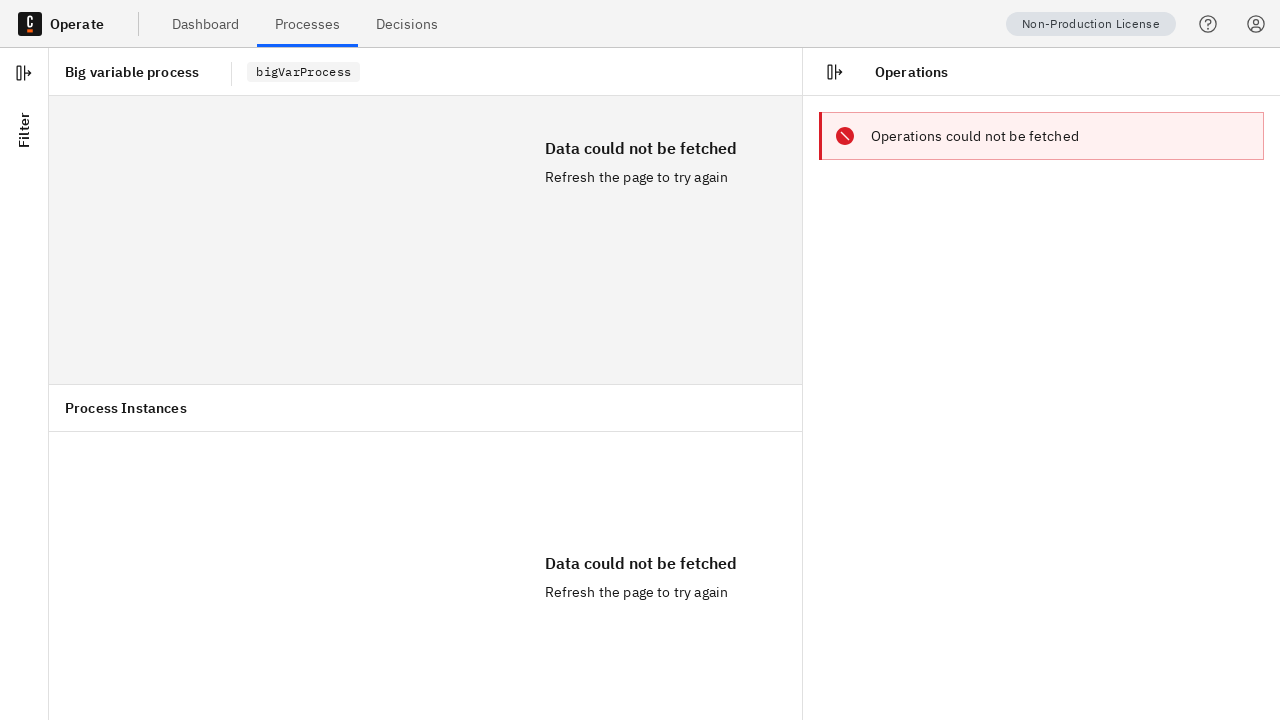 Operate
Dashboard
Processes
Decisions
Non-Production License
Filter
Big variable process
bigVarProcess
Data could not be fetched
Refresh the page to try again
Process Instances
Data could not be fetched
Refresh the page to try again
Operations
Operations could not be fetched